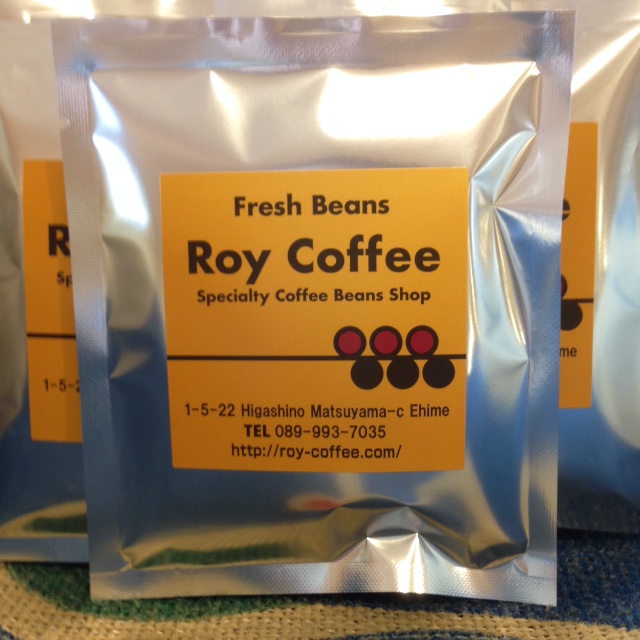 Fresh Beans
Roy Coffee
Specialty Coffee Beans Shop
1-5-22 Higashino Matsuyama-c Ehime
TEL 089-993-7035
http://roy-coffee.com/